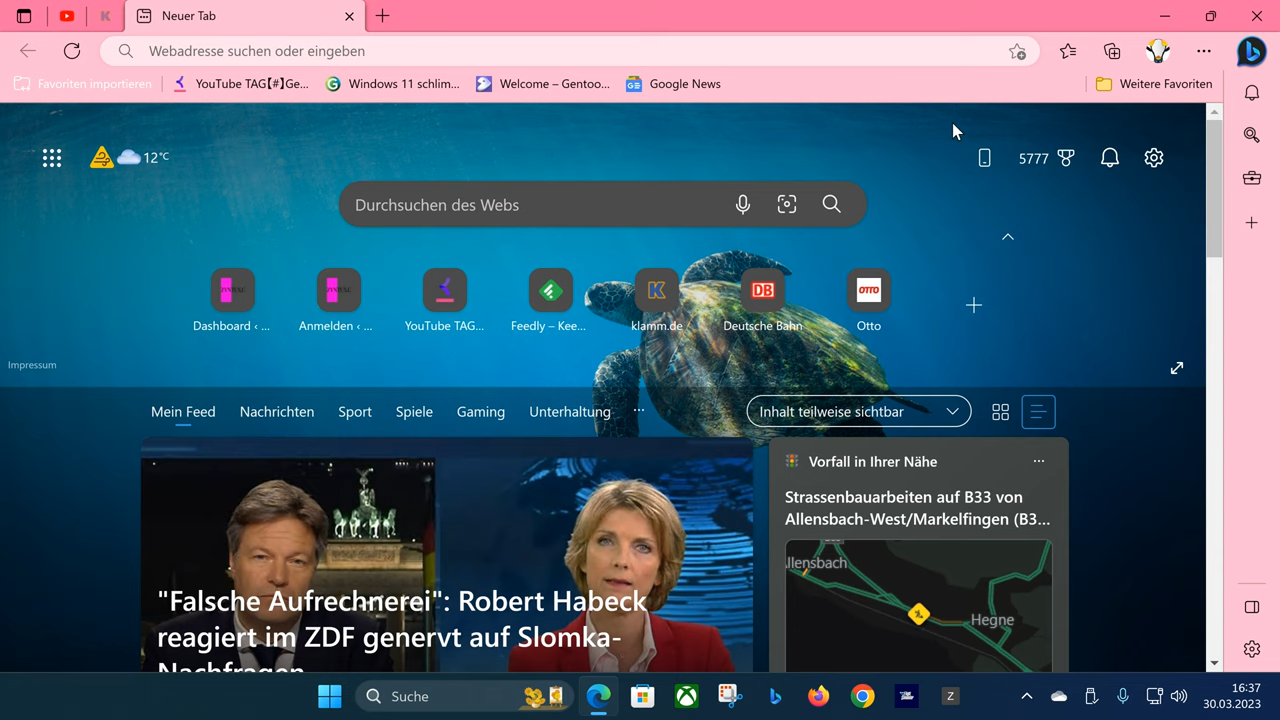 Neuer Tab
Webadresse suchen oder eingeben
Favoriten importieren
YouTube TAG【#】Ge...
Windows 11 schlim...
Welcome – Gentoo...
Google News
Weitere Favoriten
12°C
5777
Durchsuchen des Webs
Dashboard ‹ ...
Anmelden ‹ ...
YouTube TAG...
Feedly – Kee...
klamm.de
DB
Deutsche Bahn
OTTO
Otto
Impressum
Mein Feed
Nachrichten
Sport
Spiele
Gaming
Unterhaltung
...
Inhalt teilweise sichtbar
"Falsche Aufrechnerei": Robert Habeck
reagiert im ZDF genervt auf Slomka-
Nachfragen
Vorfall in Ihrer Nähe
Strassenbauarbeiten auf B33 von
Allensbach-West/Markelfingen (B3...
llensbach
Hegne
Suche
16:37
30.03.2023